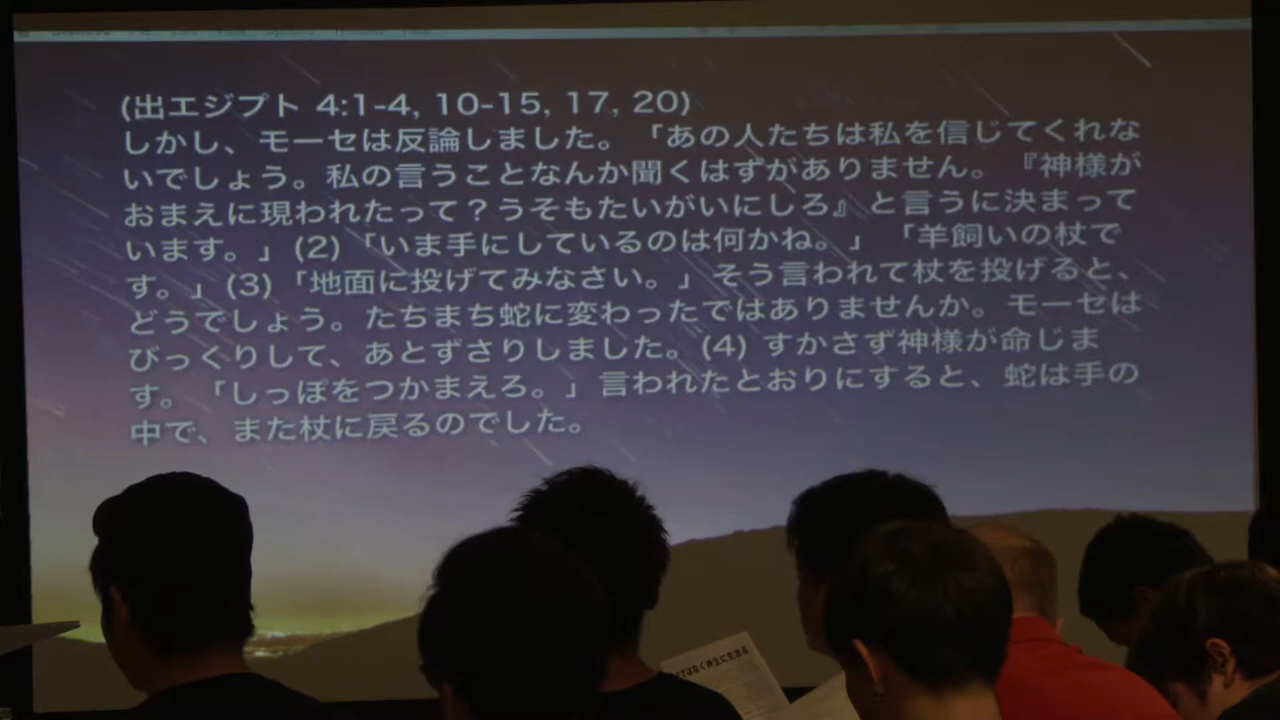 (出エジプト 4:1-4, 10-15, 17, 20)
しかし、モーセは反論しました。「あの人たちは私を信じてくれな
いでしょう。私の言うことなんか聞くはずがありません。『神様が
おまえに現われたって？うそもたいがいにしろ』と言うに決まって
います。」(2)「いま手にしているのは何かね。」「羊飼いの杖で
す。」(3)「地面に投げてみなさい。」そう言われて杖を投げると、
どうでしょう。たちまち蛇に変わったではありませんか。モーセは
びっくりして、あとずさりしました。(4) すかさず神様が命じま
す。「しっぽをつかまえろ。」言われたとおりにすると、蛇は手の
中で、また杖に戻るのでした。
ではなく弟生に生きる